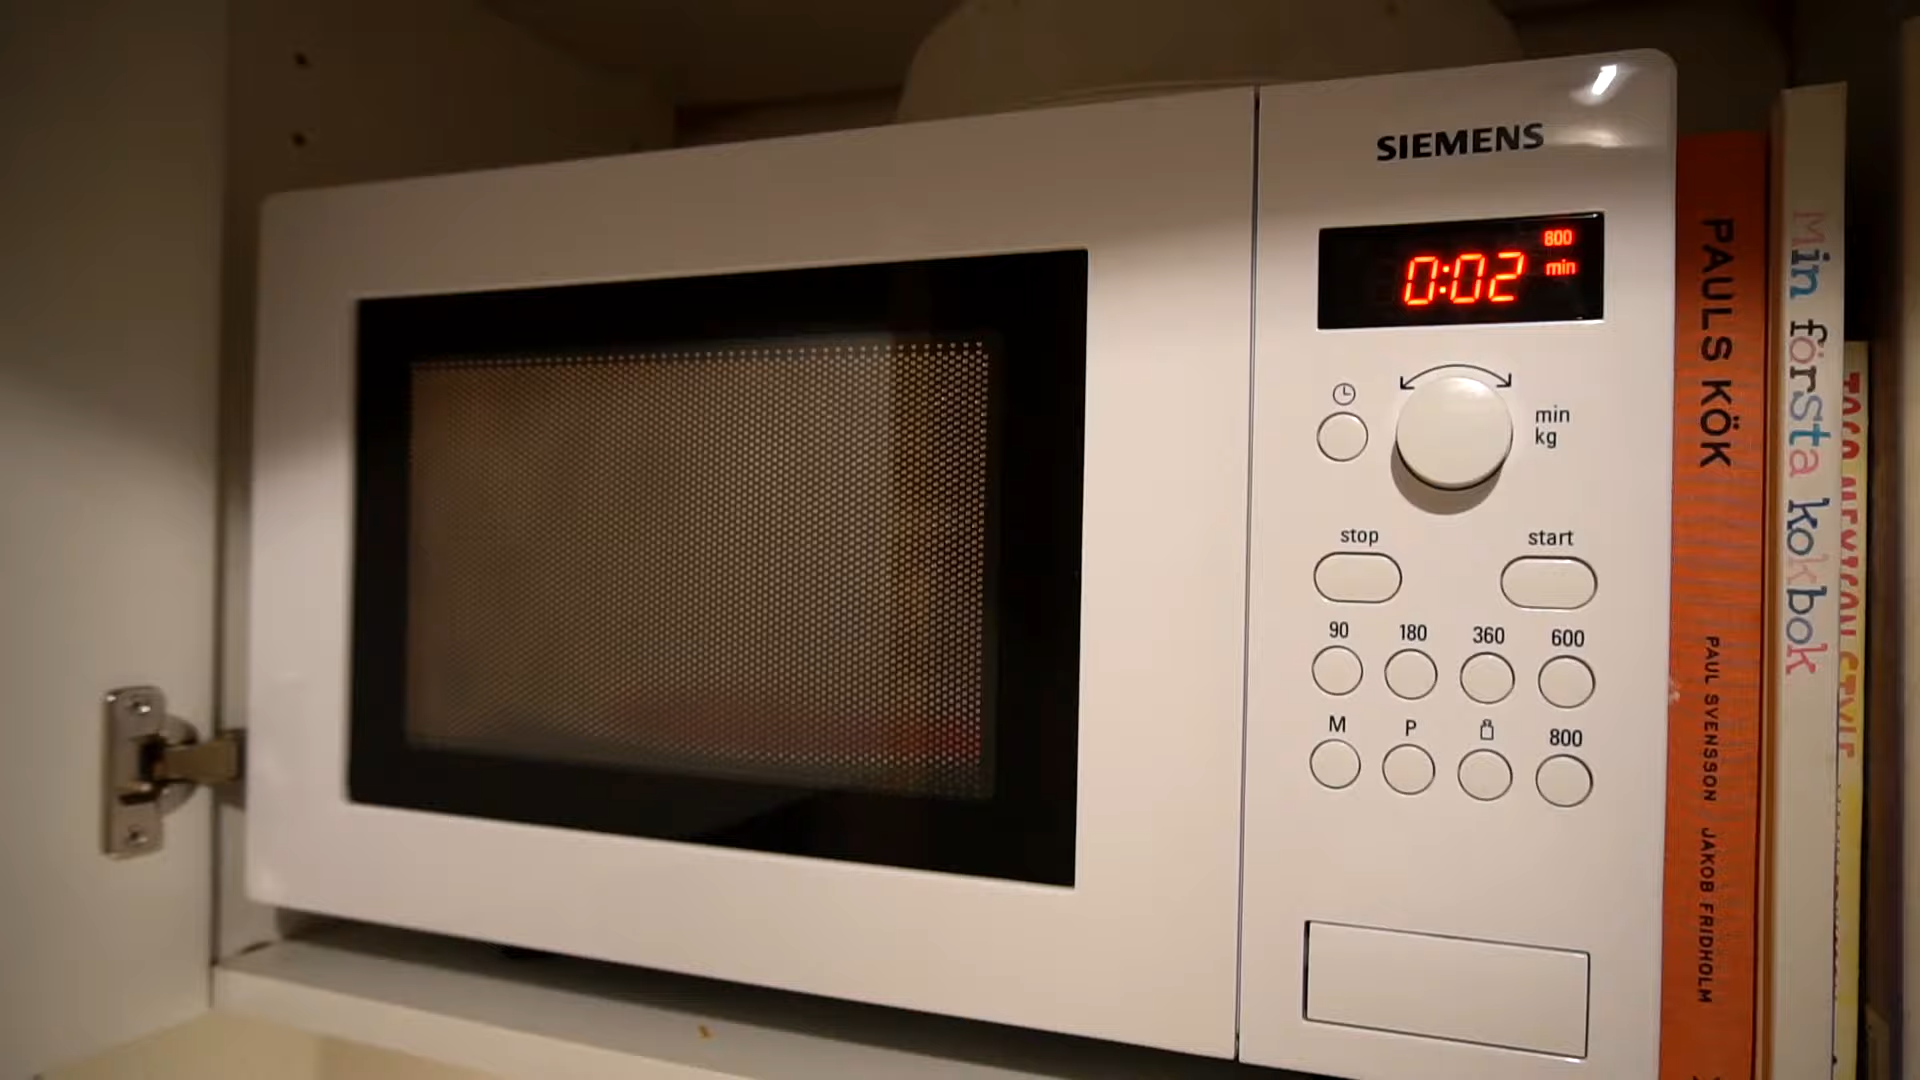 SIEMENS
800
0:02 min
min
kg
stop start
90 180 360 600
M P 800
PAULS KÖK
PAUL SVENSSON JAKOB FRIDHOLM
Min första kokbok